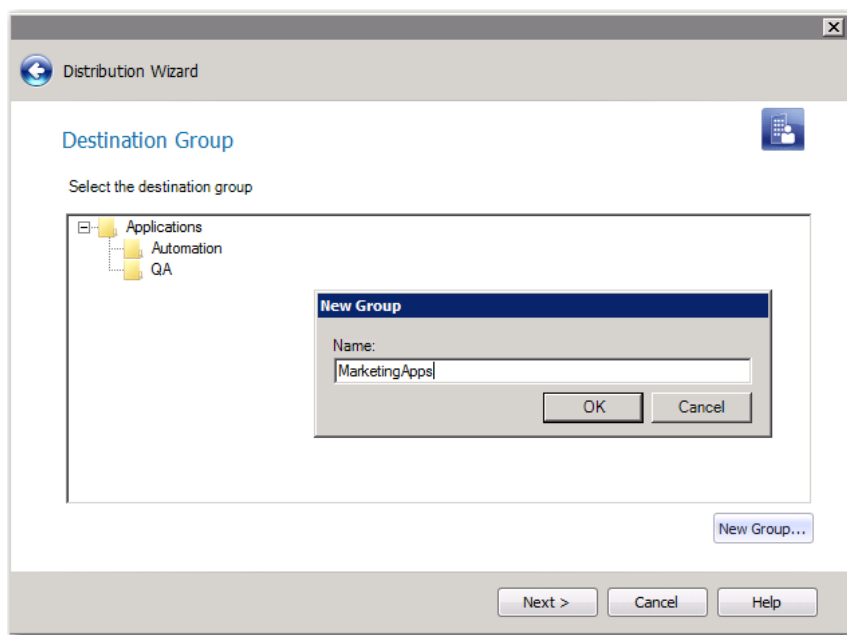 Distribution Wizard
Destination Group
Select the destination group
Applications
Automation
QA
New Group
Name:
MarketingApps
OK Cancel
New Group...
Next > Cancel Help